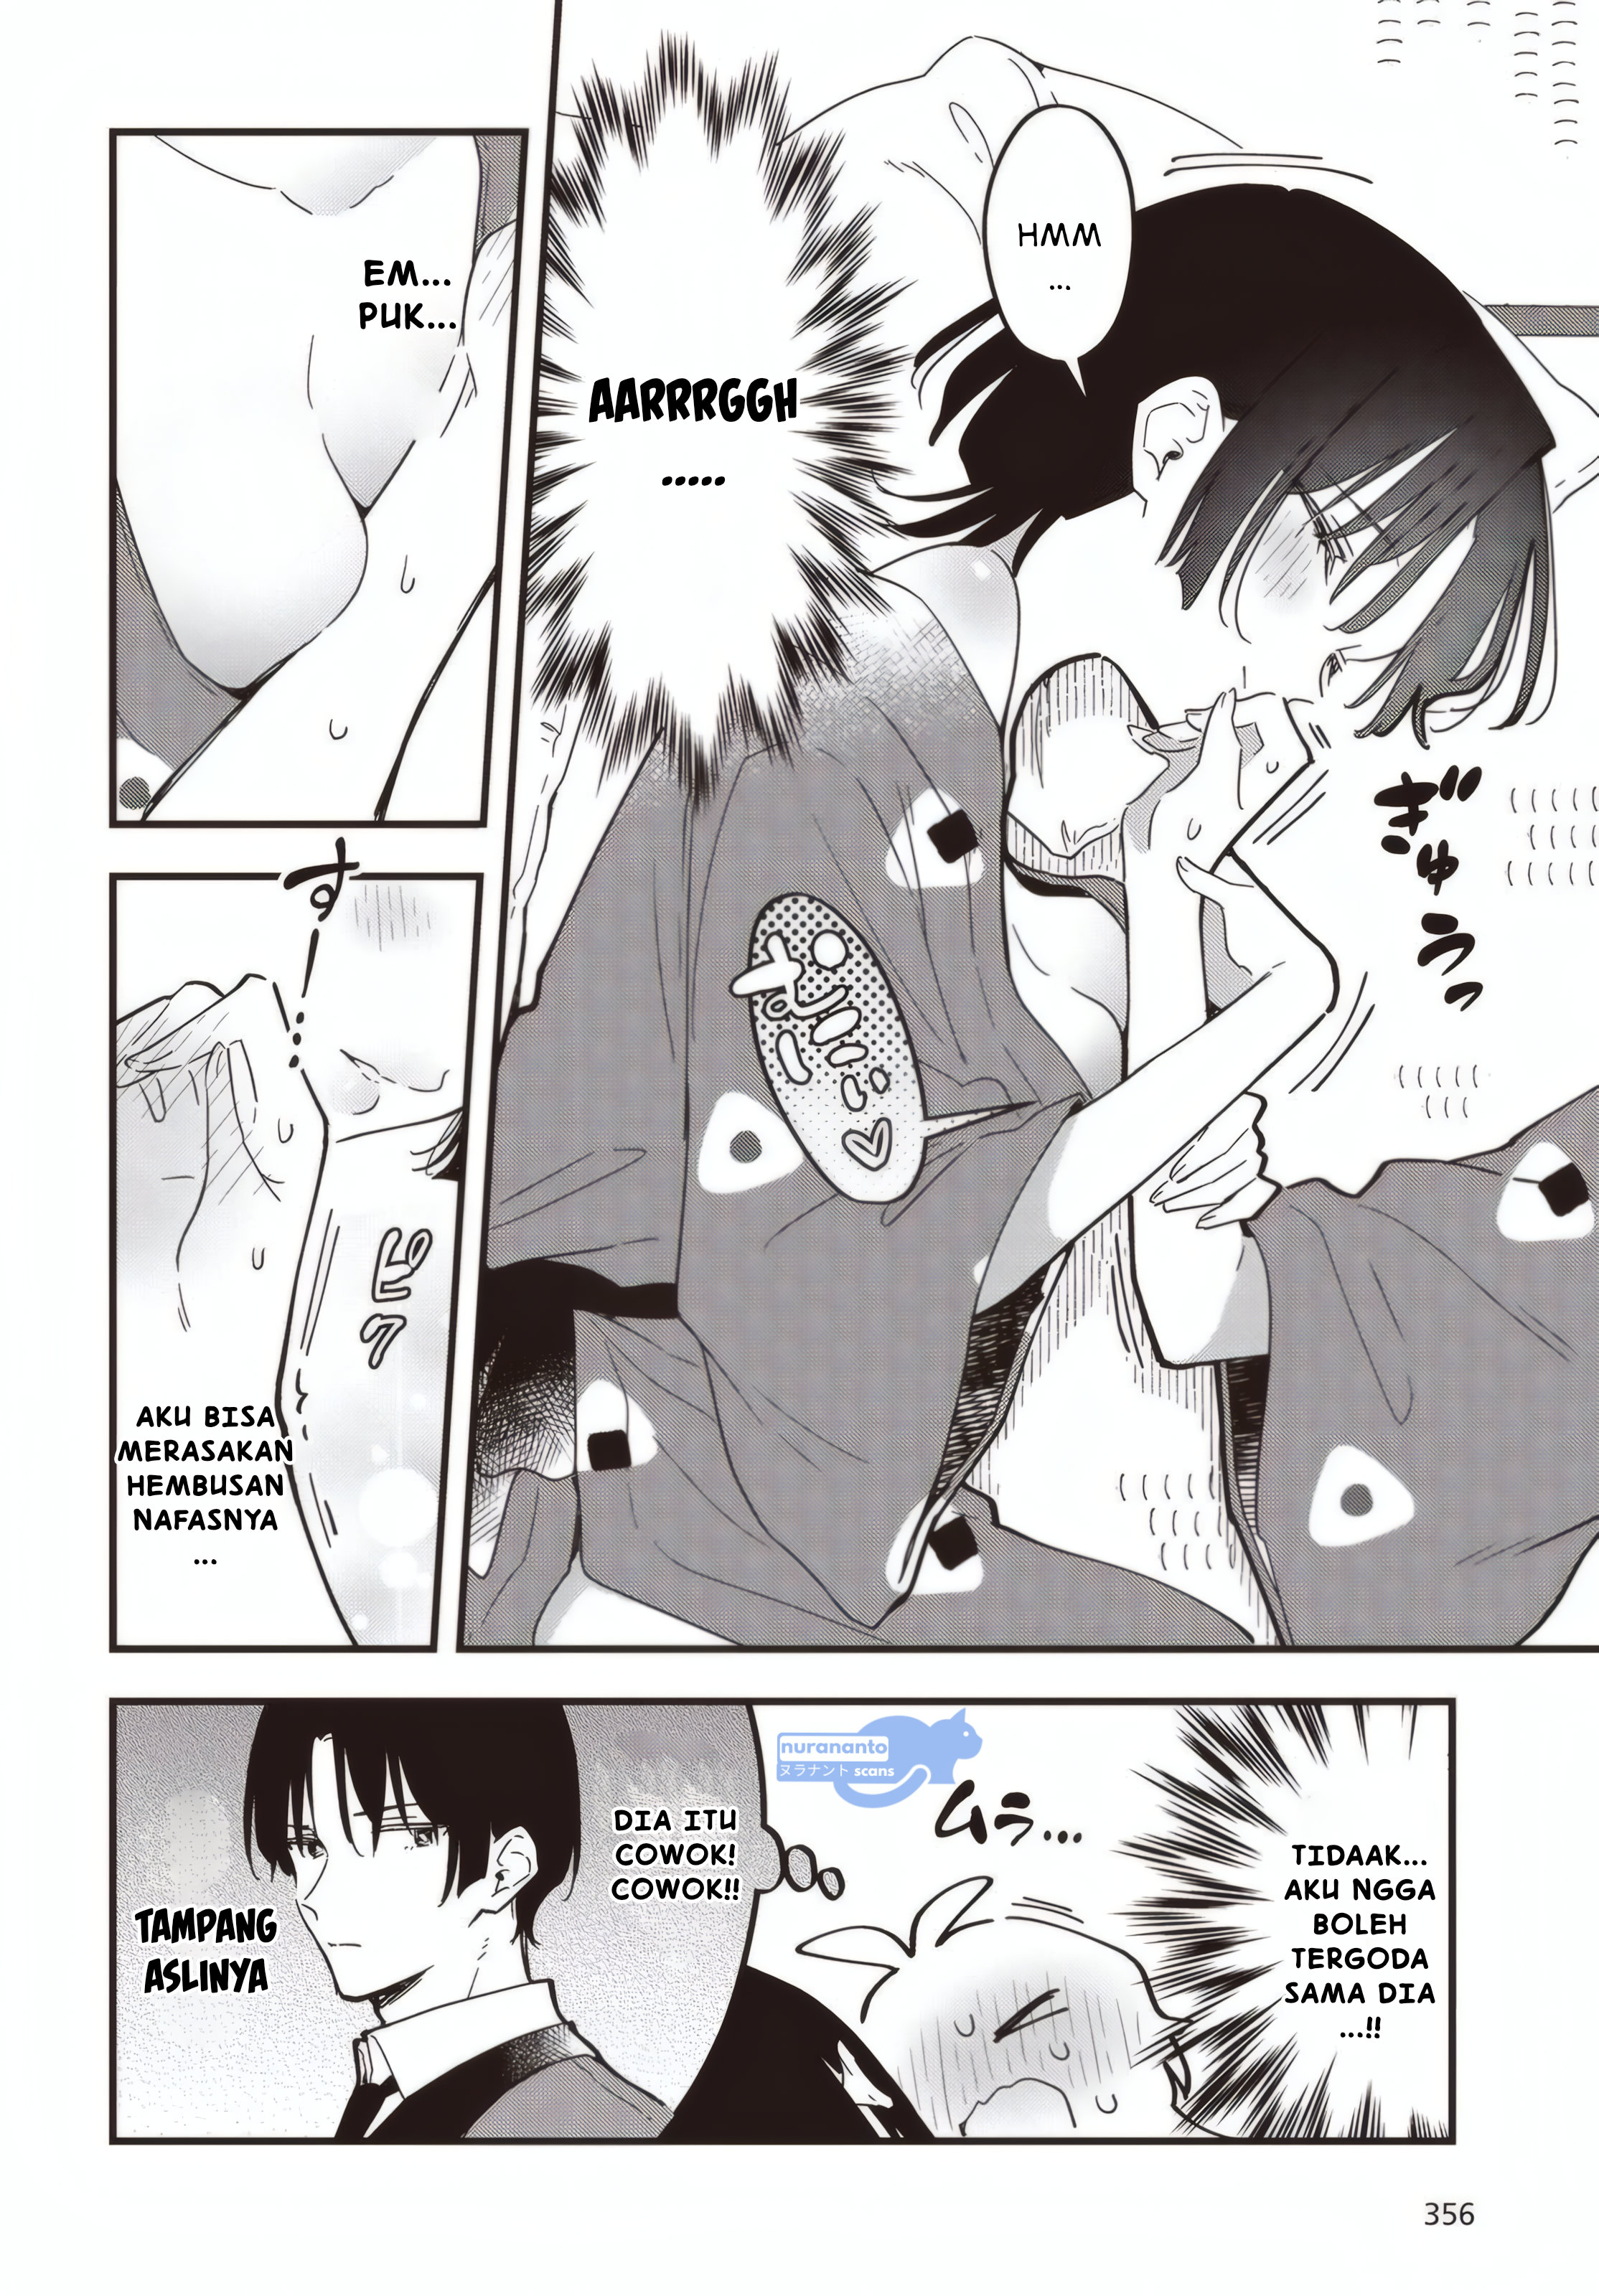 HMM
...
AARRRGGH
.....
ぎゅうっ
EM...
PUK...
す...
ピク
AKU BISA
MERASAKAN
HEMBUSAN
NAFASNYA
...
TIDAAK...
AKU NGGA
BOLEH
TERGODA
SAMA DIA
...!!
ムラ...
nurananto
ヌラナント scans
DIA ITU
COWOK!
COWOK!!
TAMPANG
ASLINYA
356